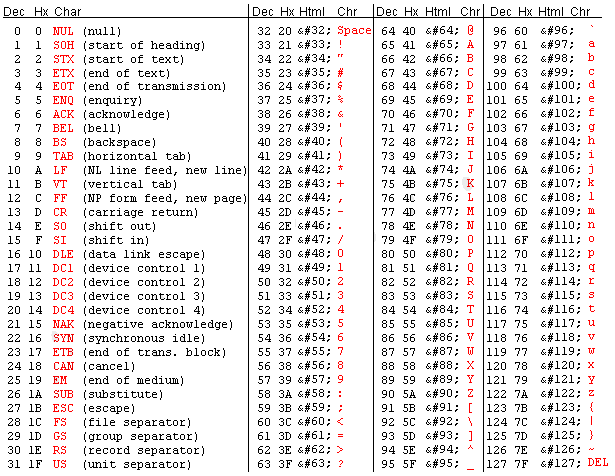 Dec Hx Char Dec Hx Html Chr Dec Hx Html Chr Dec Hx Html Chr
0 0 NUL (null) 32 20 &#32; Space 64 40 &#64; @ 96 60 &#96; `
1 1 SOH (start of heading) 33 21 &#33; ! 65 41 &#65; A 97 61 &#97; a
2 2 STX (start of text) 34 22 &#34; " 66 42 &#66; B 98 62 &#98; b
3 3 ETX (end of text) 35 23 &#35; # 67 43 &#67; C 99 63 &#99; c
4 4 EOT (end of transmission) 36 24 &#36; $ 68 44 &#68; D 100 64 &#100; d
5 5 ENQ (enquiry) 37 25 &#37; % 69 45 &#69; E 101 65 &#101; e
6 6 ACK (acknowledge) 38 26 &#38; & 70 46 &#70; F 102 66 &#102; f
7 7 BEL (bell) 39 27 &#39; ' 71 47 &#71; G 103 67 &#103; g
8 8 BS (backspace) 40 28 &#40; ( 72 48 &#72; H 104 68 &#104; h
9 9 TAB (horizontal tab) 41 29 &#41; ) 73 49 &#73; I 105 69 &#105; i
10 A LF (NL line feed, new line) 42 2A &#42; * 74 4A &#74; J 106 6A &#106; j
11 B VT (vertical tab) 43 2B &#43; + 75 4B &#75; K 107 6B &#107; k
12 C FF (NP form feed, new page) 44 2C &#44; , 76 4C &#76; L 108 6C &#108; l
13 D CR (carriage return) 45 2D &#45; - 77 4D &#77; M 109 6D &#109; m
14 E SO (shift out) 46 2E &#46; . 78 4E &#78; N 110 6E &#110; n
15 F SI (shift in) 47 2F &#47; / 79 4F &#79; O 111 6F &#111; o
16 10 DLE (data link escape) 48 30 &#48; 0 80 50 &#80; P 112 70 &#112; p
17 11 DC1 (device control 1) 49 31 &#49; 1 81 51 &#81; Q 113 71 &#113; q
18 12 DC2 (device control 2) 50 32 &#50; 2 82 52 &#82; R 114 72 &#114; r
19 13 DC3 (device control 3) 51 33 &#51; 3 83 53 &#83; S 115 73 &#115; s
20 14 DC4 (device control 4) 52 34 &#52; 4 84 54 &#84; T 116 74 &#116; t
21 15 NAK (negative acknowledge) 53 35 &#53; 5 85 55 &#85; U 117 75 &#117; u
22 16 SYN (synchronous idle) 54 36 &#54; 6 86 56 &#86; V 118 76 &#118; v
23 17 ETB (end of trans. block) 55 37 &#55; 7 87 57 &#87; W 119 77 &#119; w
24 18 CAN (cancel) 56 38 &#56; 8 88 58 &#88; X 120 78 &#120; x
25 19 EM (end of medium) 57 39 &#57; 9 89 59 &#89; Y 121 79 &#121; y
26 1A SUB (substitute) 58 3A &#58; : 90 5A &#90; Z 122 7A &#122; z
27 1B ESC (escape) 59 3B &#59; ; 91 5B &#91; [ 123 7B &#123; {
28 1C FS (file separator) 60 3C &#60; < 92 5C &#92; \ 124 7C &#124; |
29 1D GS (group separator) 61 3D &#61; = 93 5D &#93; ] 125 7D &#125; }
30 1E RS (record separator) 62 3E &#62; > 94 5E &#94; ^ 126 7E &#126; ~
31 1F US (unit separator) 63 3F &#63; ? 95 5F &#95; _ 127 7F &#127; DEL